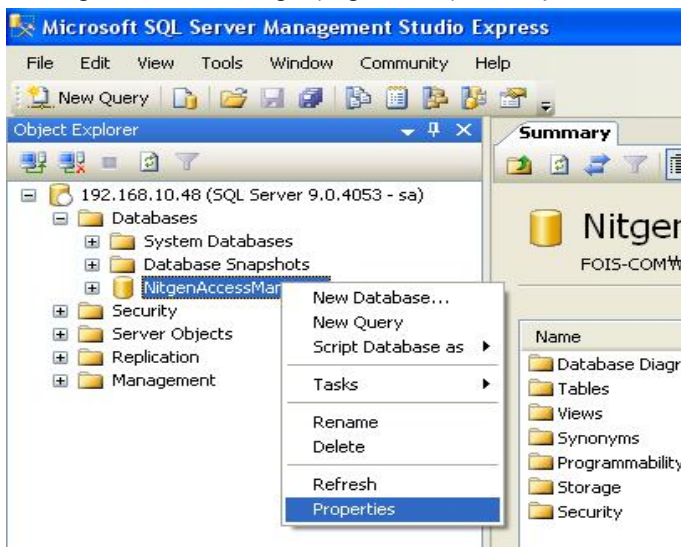 Microsoft SQL Server Management Studio Express
File Edit View Tools Window Community Help
New Query
Object Explorer
192.168.10.48 (SQL Server 9.0.4053 - sa)
Databases
System Databases
Database Snapshots
NitgenAccessMan
Security
Server Objects
Replication
Management
New Database...
New Query
Script Database as
Tasks
Rename
Delete
Refresh
Properties
Summary
Nitgen
FOIS-COM₩
Name
Database Diagr
Tables
Views
Synonyms
Programmability
Storage
Security